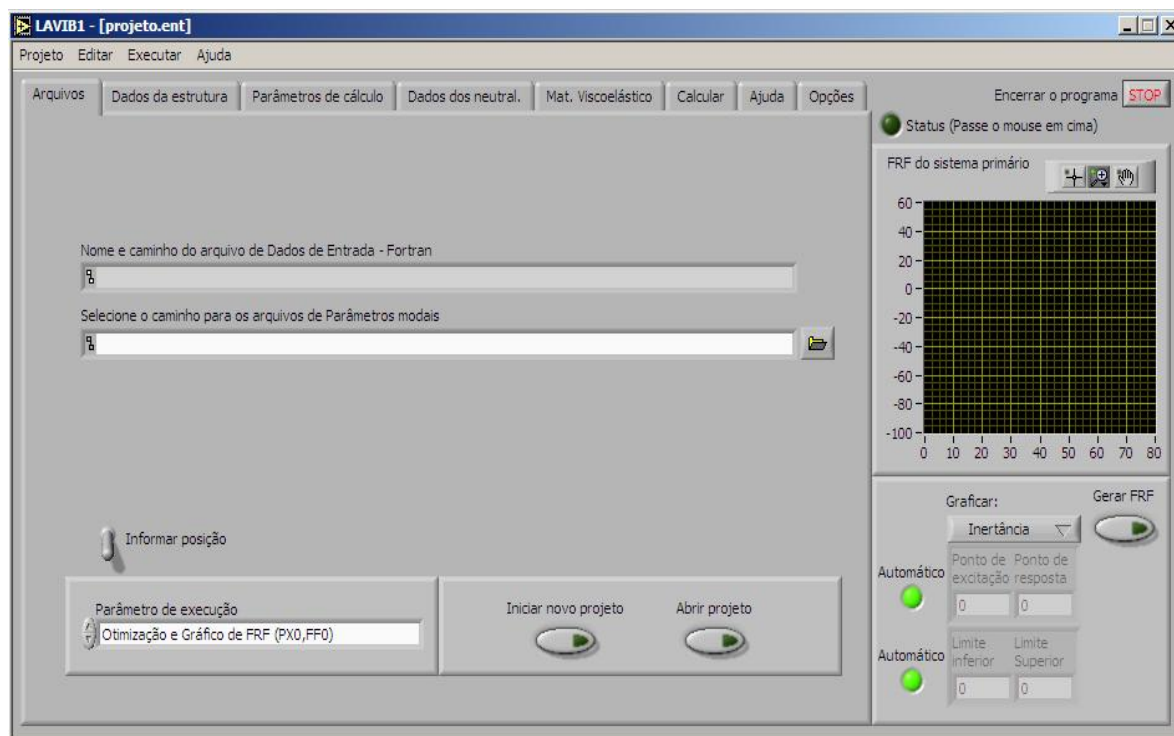 LAVIB1 - [projeto.ent]
Projeto Editar Executar Ajuda
Arquivos Dados da estrutura Parâmetros de cálculo Dados dos neutral. Mat. Viscoelástico Calcular Ajuda Opções
Encerrar o programa STOP
Status (Passe o mouse em cima)
Nome e caminho do arquivo de Dados de Entrada - Fortran
Selecione o caminho para os arquivos de Parâmetros modais
Informar posição
Parâmetro de execução
Otimização e Gráfico de FRF (PX0,FF0)
Iniciar novo projeto Abrir projeto
FRF do sistema primário
60
40
20
0
-20
-40
-60
-80
-100
0 10 20 30 40 50 60 70 80
Graficar: Gerar FRF
Inertância
Automático
Ponto de Ponto de
excitação resposta
0 0
Automático
Limite Limite
inferior Superior
0 0